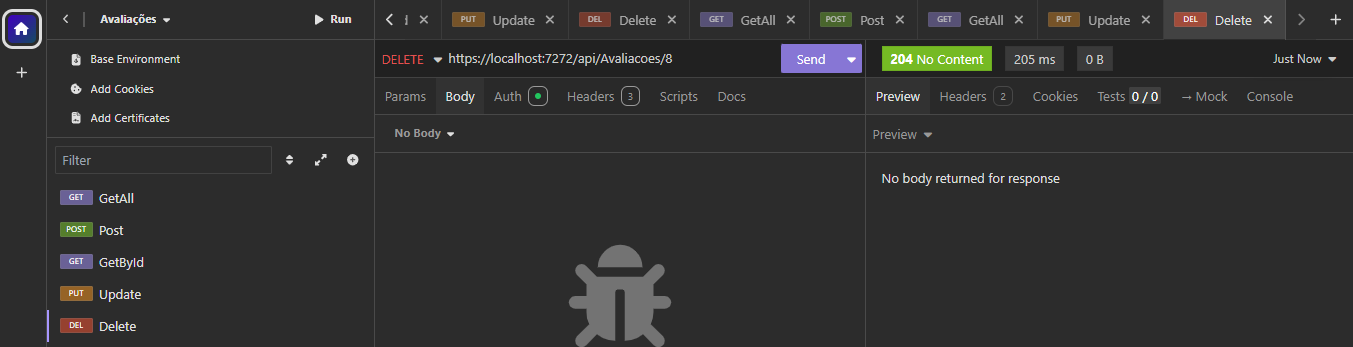 Avaliações
Run
Base Environment
Add Cookies
Add Certificates
Filter
GET GetAll
POST Post
GET GetById
PUT Update
DEL Delete
PUT Update
DEL Delete
GET GetAll
POST Post
GET GetAll
PUT Update
DEL Delete
DELETE https://localhost:7272/api/Avaliacoes/8 Send
Params Body Auth Headers 3 Scripts Docs
No Body
204 No Content 205 ms 0 B Just Now
Preview Headers 2 Cookies Tests 0 / 0 → Mock Console
Preview
No body returned for response